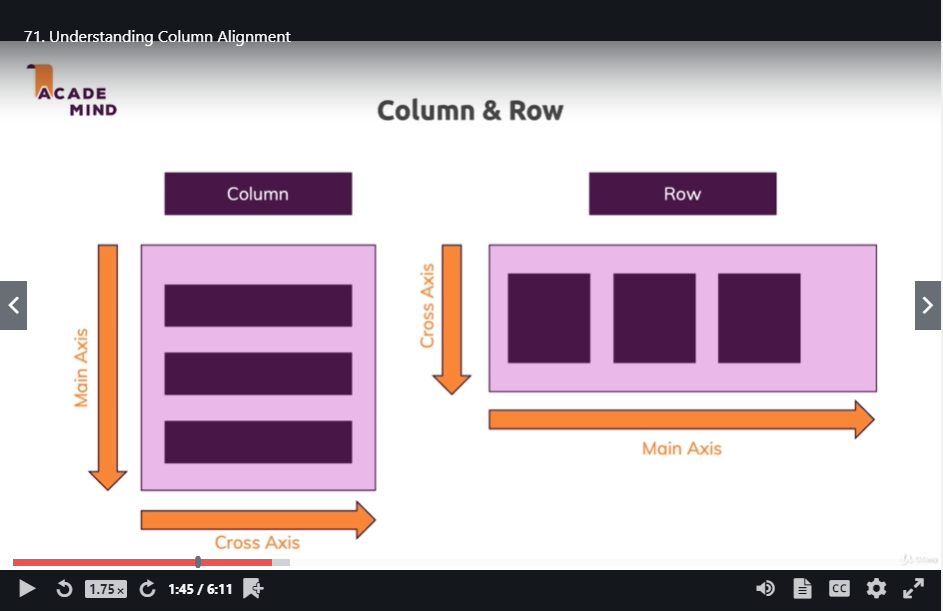 71. Understanding Column Alignment
ACADE
MIND
Column & Row
Column
Row
Main Axis
Cross Axis
Cross Axis
Main Axis
1.75x
1:45 / 6:11
CC